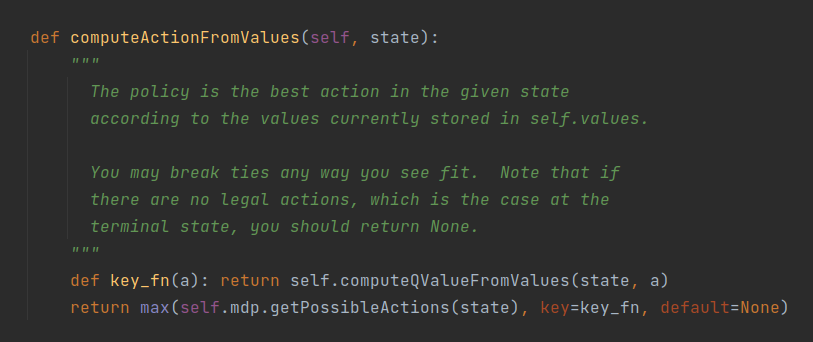 def computeActionFromValues(self, state):
"""
The policy is the best action in the given state
according to the values currently stored in self.values.
You may break ties any way you see fit.  Note that if
there are no legal actions, which is the case at the
terminal state, you should return None.
"""
def key_fn(a): return self.computeQValueFromValues(state, a)
return max(self.mdp.getPossibleActions(state), key=key_fn, default=None)